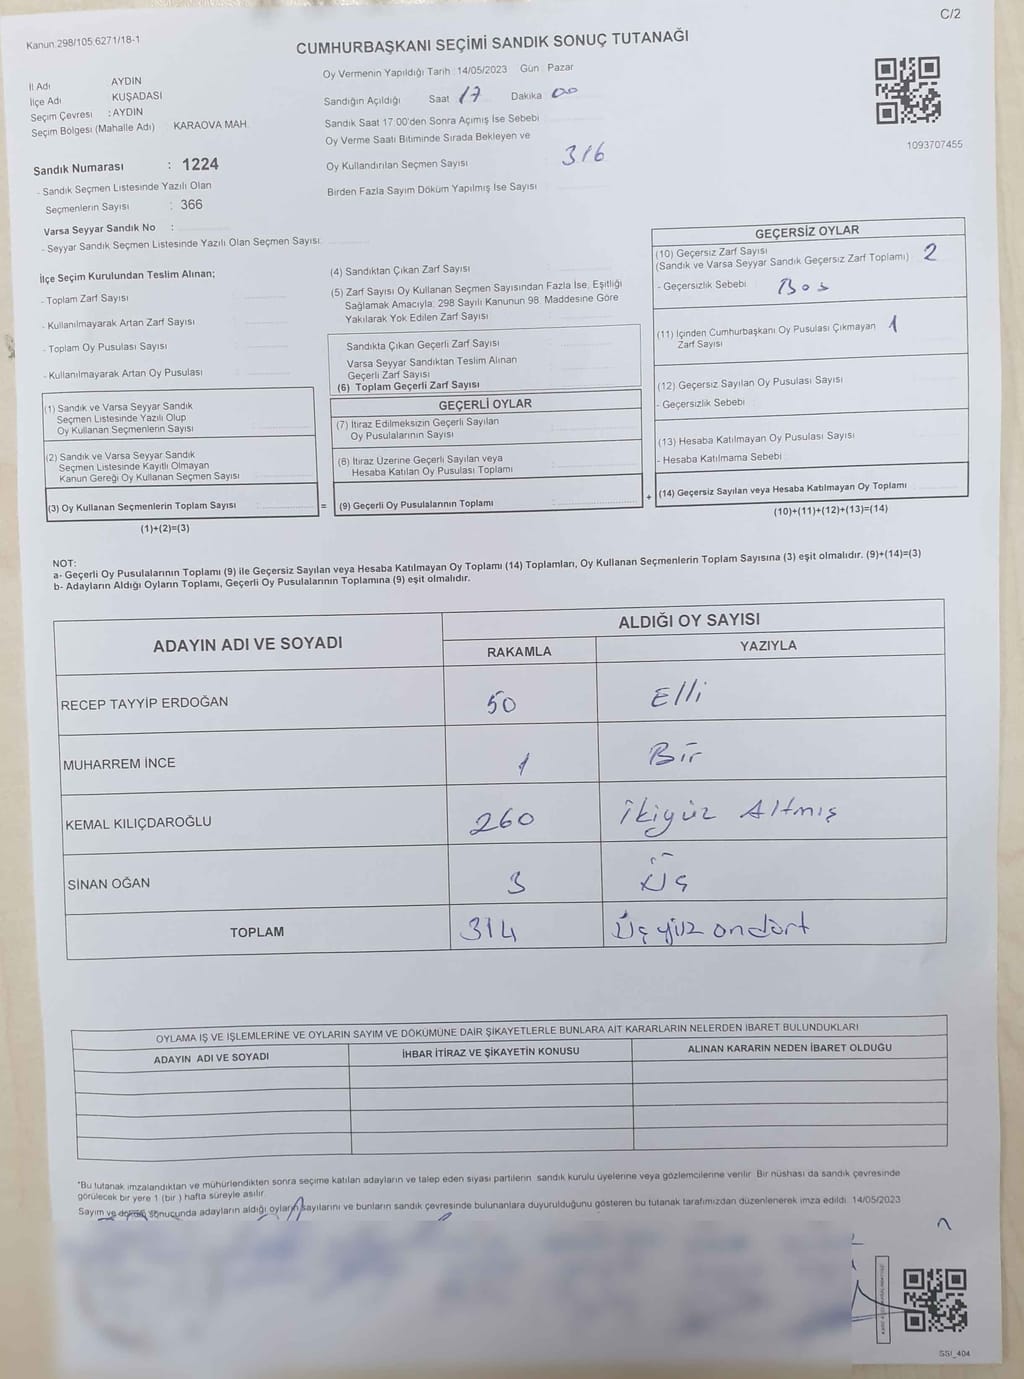 C/2
Kanun:298/105:6271/18-1
CUMHURBAŞKANI SEÇİMİ SANDIK SONUÇ TUTANAĞI
İl Adı AYDIN
İlçe Adı KUŞADASI
Seçim Çevresi : AYDIN
Seçim Bölgesi (Mahalle Adı) KARAOVA MAH.
Sandık Numarası : 1224
- Sandık Seçmen Listesinde Yazılı Olan
Seçmenlerin Sayısı : 366
Varsa Seyyar Sandık No :
- Seyyar Sandık Seçmen Listesinde Yazılı Olan Seçmen Sayısı:
Oy Vermenin Yapıldığı Tarih : 14/05/2023 Gün : Pazar
Sandığın Açıldığı Saat 17 Dakika 00
Sandık Saat 17:00'den Sonra Açımış İse Sebebi
Oy Verme Saati Bitiminde Sırada Bekleyen ve
Oy Kullandırılan Seçmen Sayısı 316
Birden Fazla Sayım Döküm Yapılmış İse Sayısı
1093707455
İlçe Seçim Kurulundan Teslim Alınan;
- Toplam Zarf Sayısı
- Kullanılmayarak Artan Zarf Sayısı
- Toplam Oy Pusulası Sayısı
- Kullanılmayarak Artan Oy Pusulası
(1) Sandık ve Varsa Seyyar Sandık
Seçmen Listesinde Yazılı Olup
Oy Kullanan Seçmenlerin Sayısı
(2) Sandık ve Varsa Seyyar Sandık
Seçmen Listesinde Kayıtlı Olmayan
Kanun Gereği Oy Kullanan Seçmen Sayısı
(3) Oy Kullanan Seçmenlerin Toplam Sayısı
(1)+(2)=(3)
(4) Sandıktan Çıkan Zarf Sayısı
(5) Zarf Sayısı Oy Kullanan Seçmen Sayısından Fazla İse, Eşitliği
Sağlamak Amacıyla; 298 Sayılı Kanunun 98. Maddesine Göre
Yakılarak Yok Edilen Zarf Sayısı
Sandıkta Çıkan Geçerli Zarf Sayısı
Varsa Seyyar Sandıktan Teslim Alınan
Geçerli Zarf Sayısı
(6) Toplam Geçerli Zarf Sayısı
GEÇERLİ OYLAR
(7) İtiraz Edilmeksizin Geçerli Sayılan
Oy Pusulalarının Sayısı
(8) İtiraz Üzerine Geçerli Sayılan veya
Hesaba Katılan Oy Pusulası Toplamı
= (9) Geçerli Oy Pusulalarının Toplamı
GEÇERSİZ OYLAR
(10) Geçersiz Zarf Sayısı
(Sandık ve Varsa Seyyar Sandık Geçersiz Zarf Toplamı) 2
- Geçersizlik Sebebi Bos
(11) İçinden Cumhurbaşkanı Oy Pusulası Çıkmayan 1
Zarf Sayısı
(12) Geçersiz Sayılan Oy Pusulası Sayısı
- Geçersizlik Sebebi
(13) Hesaba Katılmayan Oy Pusulası Sayısı
- Hesaba Katılmama Sebebi
+ (14) Geçersiz Sayılan veya Hesaba Katılmayan Oy Toplamı
(10)+(11)+(12)+(13)=(14)
NOT:
a- Geçerli Oy Pusulalarının Toplamı (9) ile Geçersiz Sayılan veya Hesaba Katılmayan Oy Toplamı (14) Toplamları, Oy Kullanan Seçmenlerin Toplam Sayısına (3) eşit olmalıdır. (9)+(14)=(3)
b- Adayların Aldığı Oyların Toplamı, Geçerli Oy Pusulalarının Toplamına (9) eşit olmalıdır.
ADAYIN ADI VE SOYADI ALDIĞI OY SAYISI
RAKAMLA YAZIYLA
RECEP TAYYİP ERDOĞAN 50 Elli
MUHARREM İNCE 1 Bir
KEMAL KILIÇDAROĞLU 260 İkiyüz Altmış
SİNAN OĞAN 3 Üç
TOPLAM 314 Üçyüz ondört
OYLAMA İŞ VE İŞLEMLERİNE VE OYLARIN SAYIM VE DÖKÜMÜNE DAİR ŞİKAYETLERLE BUNLARA AİT KARARLARIN NELERDEN İBARET BULUNDUKLARI
ADAYIN ADI VE SOYADI İHBAR İTİRAZ VE ŞİKAYETİN KONUSU ALINAN KARARIN NEDEN İBARET OLDUĞU
*Bu tutanak imzalandıktan ve mühürlendikten sonra seçime katılan adayların ve talep eden siyasi partilerin sandık kurulu üyelerine veya gözlemcilerine verilir. Bir nüshası da sandık çevresinde
görülecek bir yere 1 (bir ) hafta süreyle asılır.
Sayım ve döküm sonucunda adayların aldığı oyların sayılarını ve bunların sandık çevresinde bulunanlara duyurulduğunu gösteren bu tutanak tarafımızdan düzenlenerek imza edildi. 14/05/2023
SSI_404